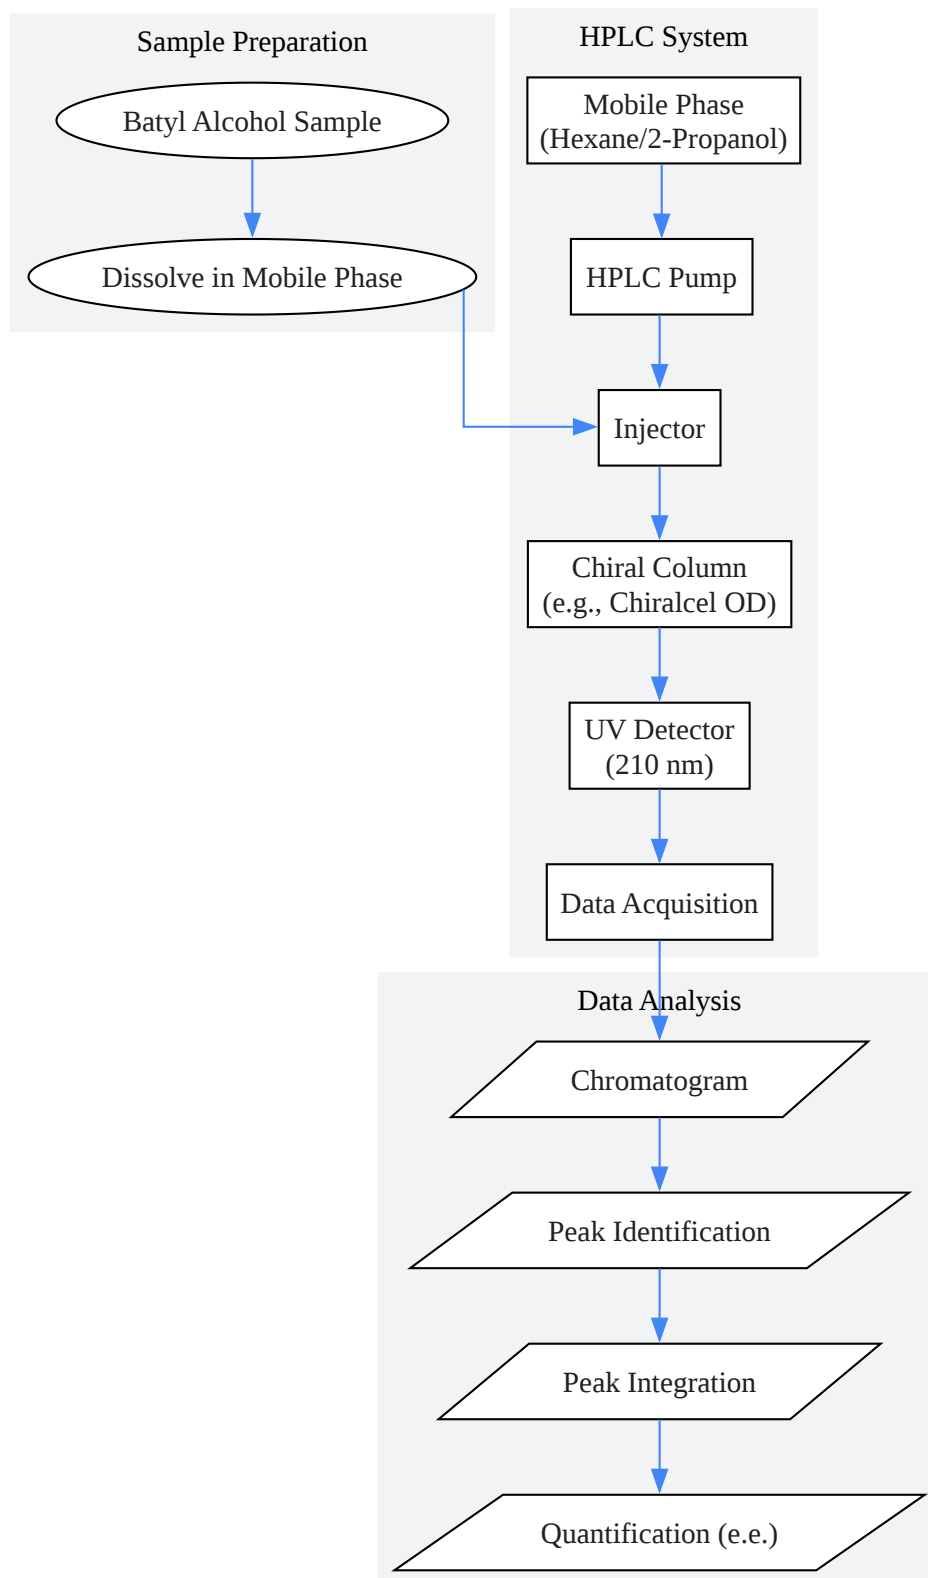 Sample Preparation
Batyl Alcohol Sample
Dissolve in Mobile Phase
HPLC System
Mobile Phase
(Hexane/2-Propanol)
HPLC Pump
Injector
Chiral Column
(e.g., Chiralcel OD)
UV Detector
(210 nm)
Data Acquisition
Data Analysis
Chromatogram
Peak Identification
Peak Integration
Quantification (e.e.)